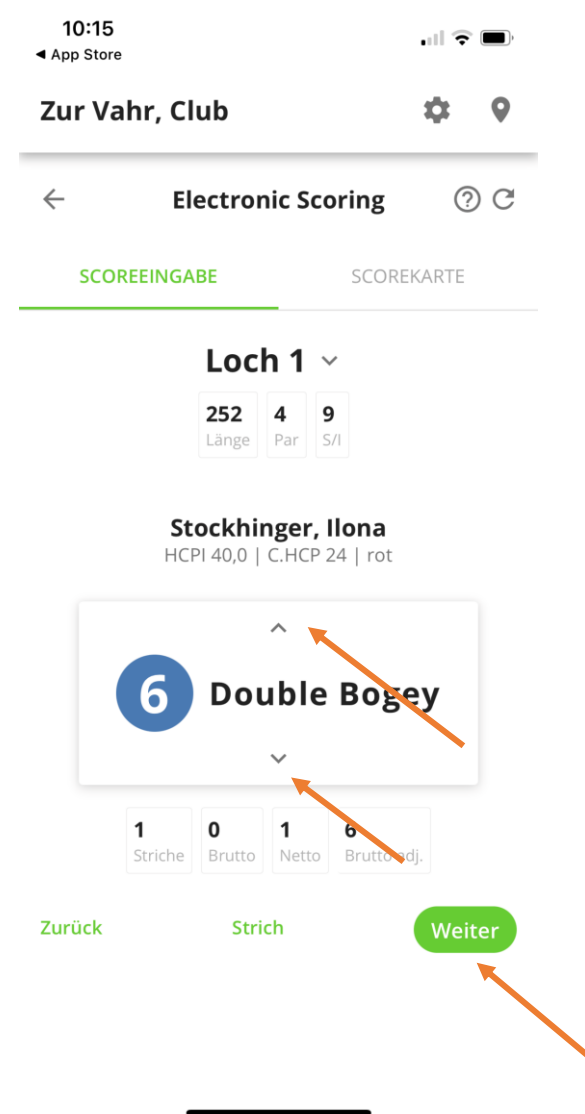 10:15
◀ App Store
Zur Vahr, Club
Electronic Scoring
SCOREEINGABE SCOREKARTE
Loch 1
252 4 9
Länge Par S/I
Stockhinger, Ilona
HCPI 40,0 | C.HCP 24 | rot
6 Double Bogey
1 0 1 6
Striche Brutto Netto Brutto adj.
Zurück Strich Weiter